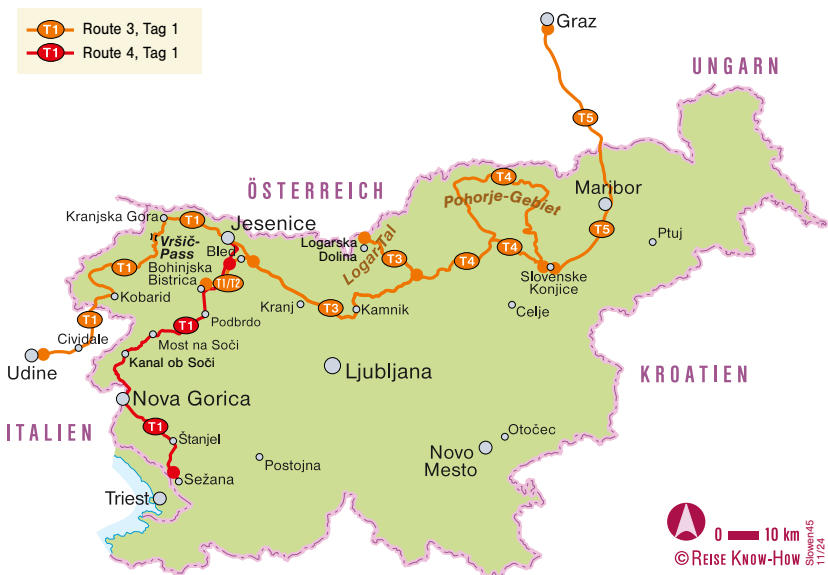 T1 Route 3, Tag 1
T1 Route 4, Tag 1
Graz
UNGARN
T5
ÖSTERREICH
T4
Maribor
Pohorje-Gebiet
Kranjska Gora
T1
Jesenice
T5
Vršič-
Pass
Logarska
Dolina
Logar-Tal
T4
Ptuj
Bled
T1
Bohinjska
Bistrica
T1/T2
T3
T4
Slovenske
Konjice
Kobarid
Kranj
T3
Kamnik
Celje
T1
Podbrdo
T1
Cividale
Most na Soči
Udine
Kanal ob Soči
Ljubljana
KROATIEN
Nova Gorica
ITALIEN
T1
Štanjel
Otočec
Novo
Mesto
Postojna
Sežana
Triest
0 10 km
© REISE KNOW-HOW
Slowen45
11/24